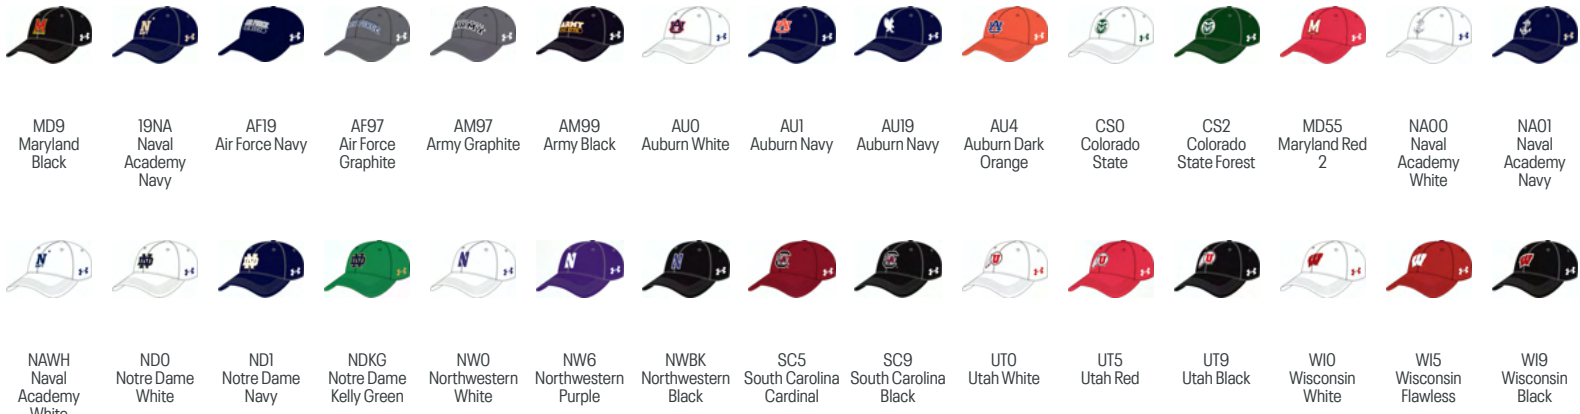 MD9
Maryland
Black
19NA
Naval
Academy
Navy
AF19
Air Force Navy
AF97
Air Force
Graphite
AM97
Army Graphite
AM99
Army Black
AU0
Auburn White
AU1
Auburn Navy
AU19
Auburn Navy
AU4
Auburn Dark
Orange
CS0
Colorado
State
CS2
Colorado
State Forest
MD55
Maryland Red
2
NA00
Naval
Academy
White
NA01
Naval
Academy
Navy
NAWH
Naval
Academy
White
ND0
Notre Dame
White
ND1
Notre Dame
Navy
NDKG
Notre Dame
Kelly Green
NW0
Northwestern
White
NW6
Northwestern
Purple
NWBK
Northwestern
Black
SC5
South Carolina
Cardinal
SC9
South Carolina
Black
UT0
Utah White
UT5
Utah Red
UT9
Utah Black
WI0
Wisconsin
White
WI5
Wisconsin
Flawless
WI9
Wisconsin
Black